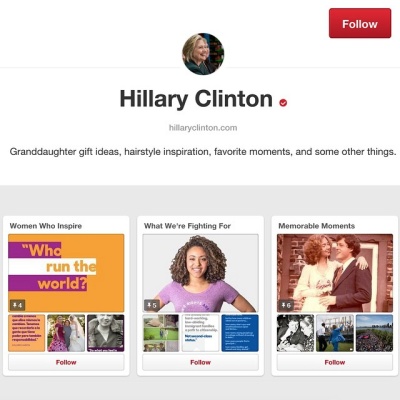 Follow
Hillary Clinton
hillaryclinton.com
Granddaughter gift ideas, hairstyle inspiration, favorite moments, and some other things.
Women Who Inspire
What We're Fighting For
Memorable Moments
"Who
run the
world?
4
5
6
Follow
Follow
Follow